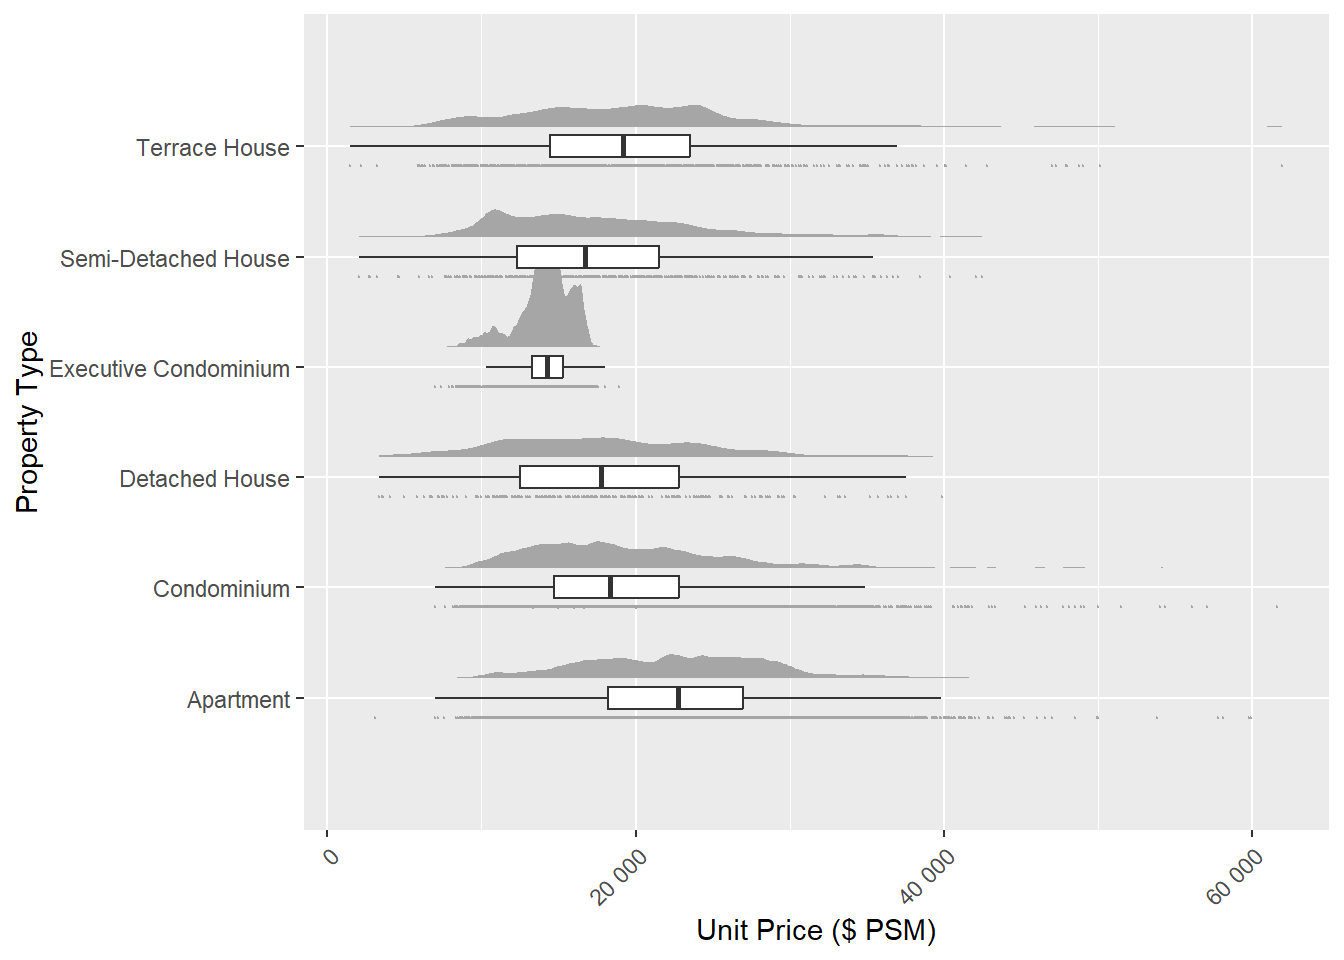 Property Type
Terrace House
Semi-Detached House
Executive Condominium
Detached House
Condominium
Apartment
0
20 000
40 000
60 000
Unit Price ($ PSM)